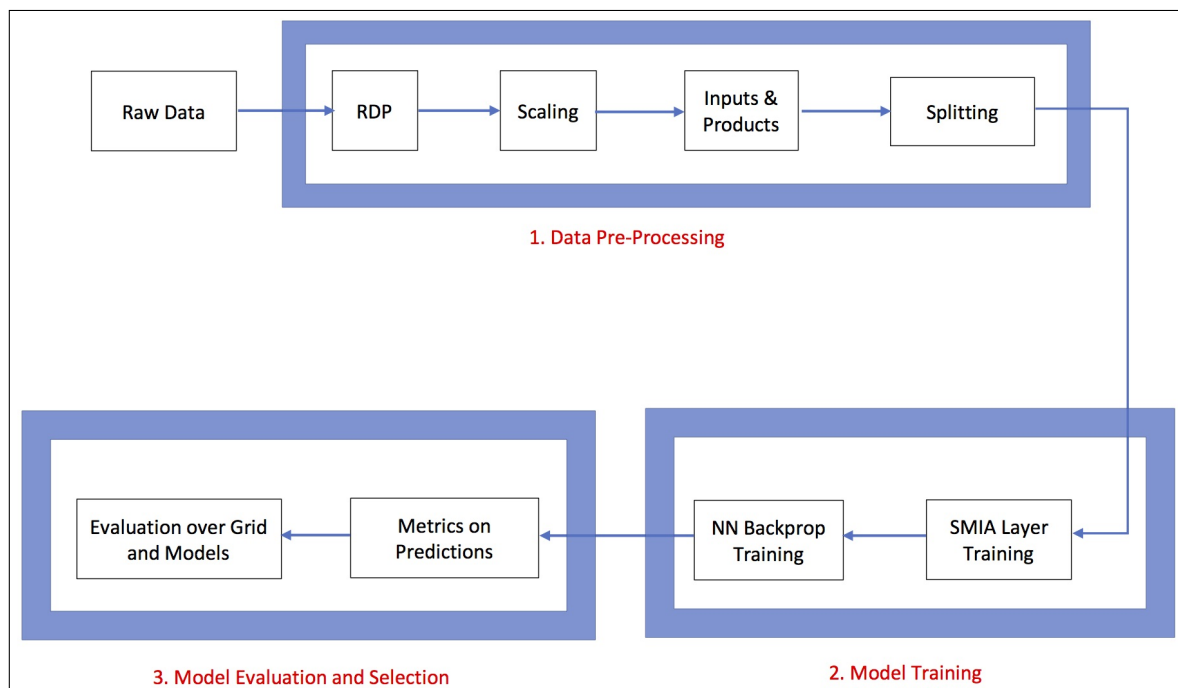 Raw Data
RDP
Scaling
Inputs &
Products
Splitting
1. Data Pre-Processing
SMIA Layer
Training
NN Backprop
Training
2. Model Training
Metrics on
Predictions
Evaluation over Grid
and Models
3. Model Evaluation and Selection